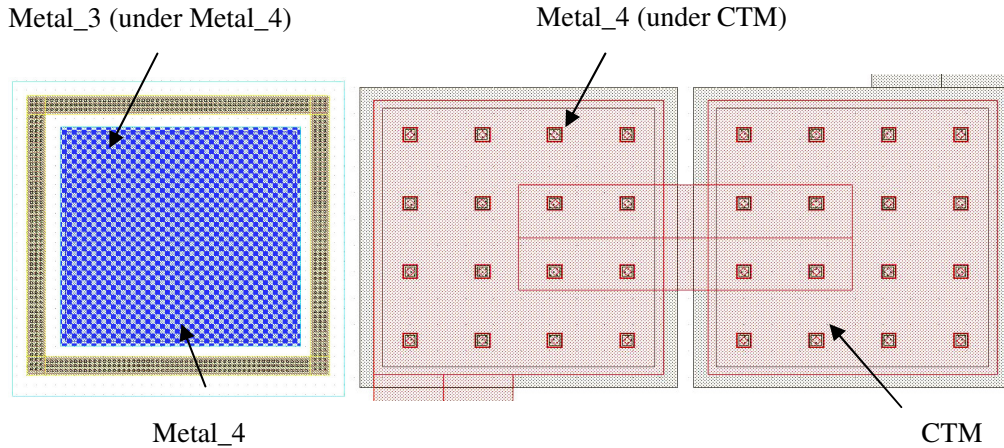 Metal_3 (under Metal_4)
Metal_4 (under CTM)
Metal_4
CTM